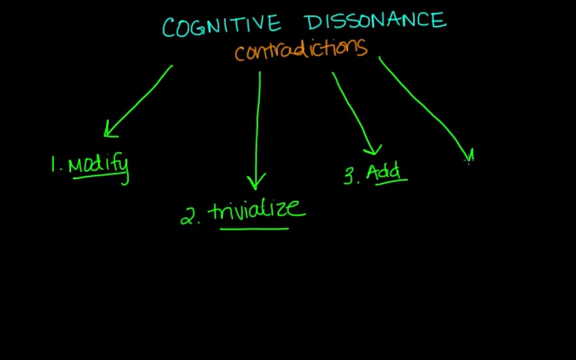 COGNITIVE DISSONANCE
contradictions
1. Modify
2. trivialize
3. Add